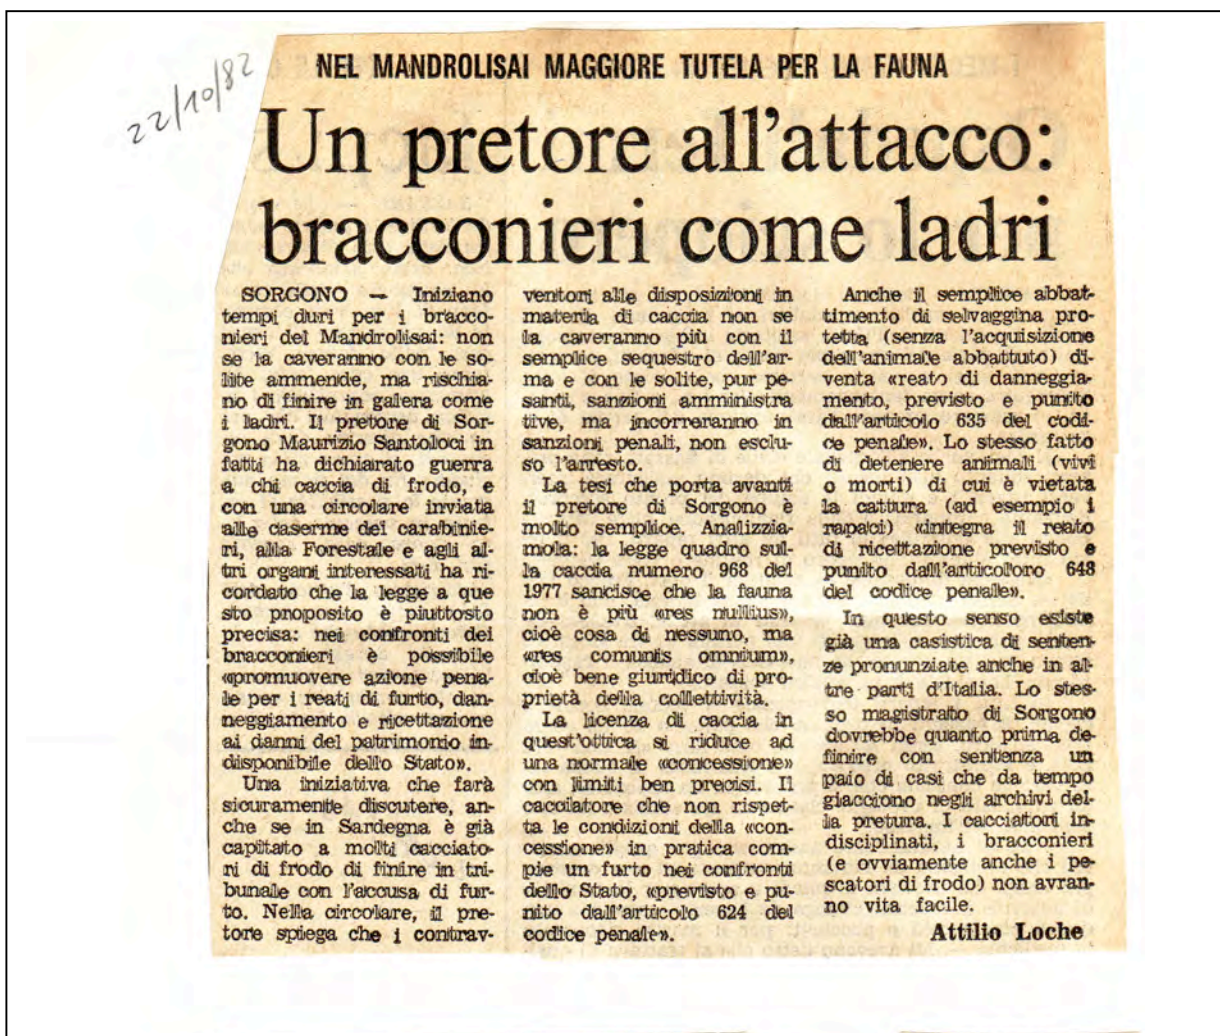 22/10/82
NEL MANDROLISAI MAGGIORE TUTELA PER LA FAUNA
Un pretore all'attacco:
bracconieri come ladri
SORGONO — Iniziano
tempi duri per i bracco-
nieri del Mandrolisai: non
se la caveranno con le so-
lite ammende, ma rischia-
no di finire in galera come
i ladri. Il pretore di Sor-
gono Maurizio Santoloci in
fatti ha dichiarato guerra
a chi caccia di frodo, e
con una circolare inviata
alle caserme dei carabinie-
ri, alla Forestale e agli al-
tri organi interessati ha ri-
cordato che la legge a que
sto proposito è piuttosto
precisa: nei confronti dei
bracconieri è possibile
«promuovere azione pena-
le per i reati di furto, dan-
neggiamento e ricettazione
ai danni del patrimonio in-
disponibile dello Stato».
Una iniziativa che farà
sicuramente discutere, an-
che se in Sardegna è già
capitato a molti cacciato-
ri di frodo di finire in tri-
bunale con l'accusa di fur-
to. Nella circolare, il pre-
tore spiega che i contrav-
ventori alle disposizioni in
materia di caccia non se
la caveranno più con il
semplice sequestro dell'ar-
ma e con le solite, pur pe-
santi, sanzioni amministra
tive, ma incorreranno in
sanzioni penali, non esclu-
so l'arresto.
La tesi che porta avanti
il pretore di Sorgono è
molto semplice. Analizzia-
mola: la legge quadro sul-
la caccia numero 968 del
1977 sancisce che la fauna
non è più «res nullius»,
cioè cosa di nessuno, ma
«res comunis omnium»,
cioè bene giuridico di pro-
prietà della collettività.
La licenza di caccia in
quest'ottica si riduce ad
una normale «concessione»
con limiti ben precisi. Il
cacciatore che non rispet-
ta le condizioni della «con-
cessione» in pratica com-
pie un furto nei confronti
dello Stato, «previsto e pu-
nito dall'articolo 624 del
codice penale».
Anche il semplice abbat-
timento di selvaggina pro-
tetta (senza l'acquisizione
dell'animale abbattuto) di-
venta «reato di danneggia-
mento, previsto e punito
dall'articolo 635 del codi-
ce penale». Lo stesso fatto
di detenere animali (vivi
o morti) di cui è vietata
la cattura (ad esempio i
rapaci) «integra il reato
di ricettazione previsto e
punito dall'articoloro 648
del codice penale».
In questo senso esiste
già una casistica di senten-
ze pronunziate anche in al-
tre parti d'Italia. Lo stes-
so magistrato di Sorgono
dovrebbe quanto prima de-
finire con sentenza un
paio di casi che da tempo
giacciono negli archivi del-
la pretura. I cacciatori in-
disciplinati, i bracconieri
(e ovviamente anche i pe-
scatori di frodo) non avran-
no vita facile.
Attilio Loche